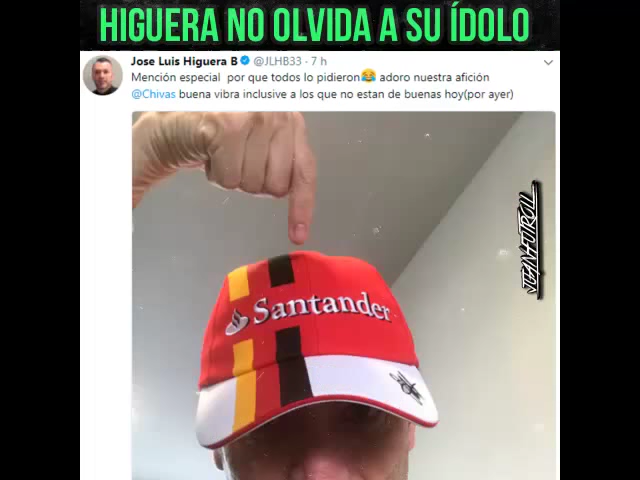 HIGUERA NO OLVIDA A SU ÍDOLO
Jose Luis Higuera B @JLHB33 · 7 h
Mención especial por que todos lo pidieron😂 adoro nuestra afición
@Chivas buena vibra inclusive a los que no estan de buenas hoy(por ayer)
Santander
JUANFUTROLL